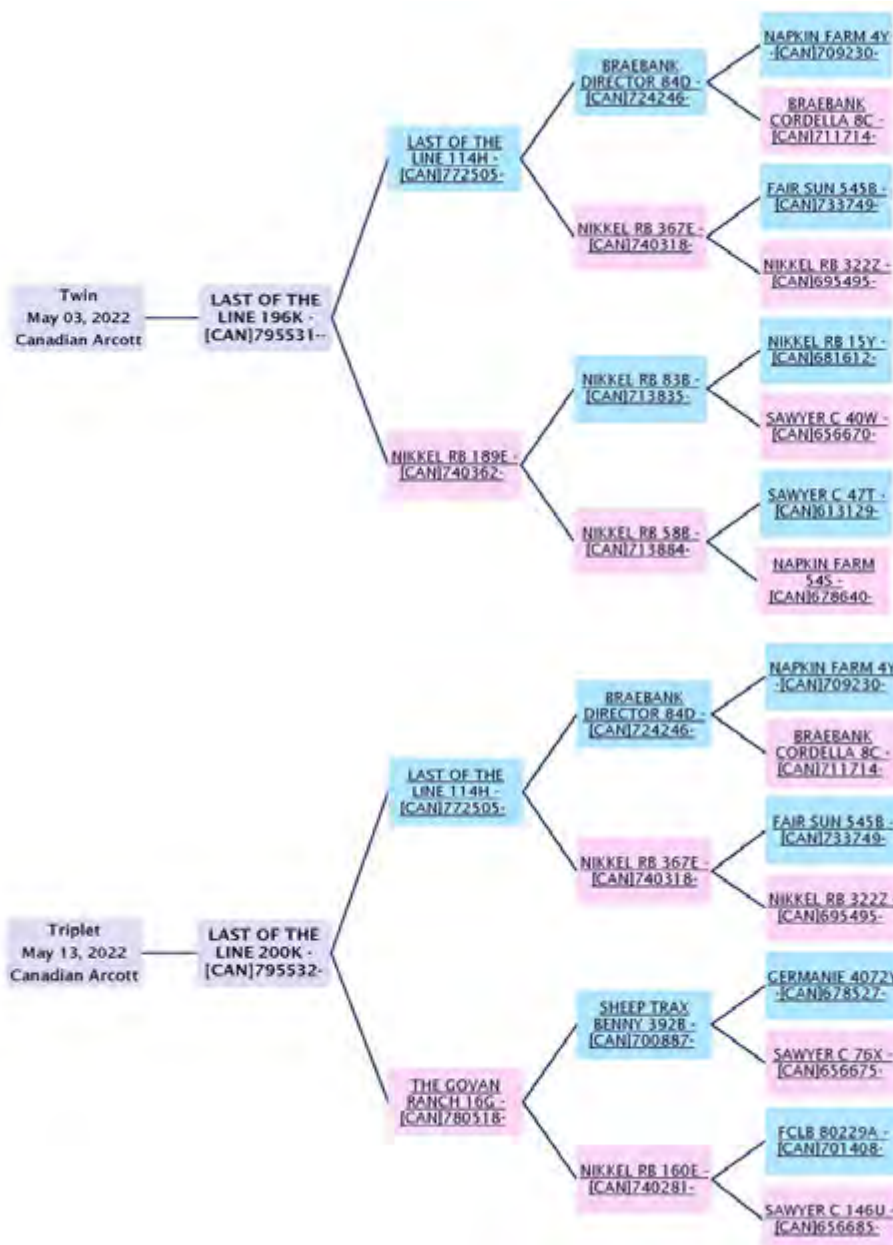 NAPKIN FARM 4Y
-[CAN]709230-
BRAEBANK
DIRECTOR 84D -
[CAN]724246-
BRAEBANK
CORDELLA 8C -
[CAN]711714-
LAST OF THE
LINE 114H -
[CAN]772505-
FAIR SUN 545B -
[CAN]733749-
NIKKEL RB 367E -
[CAN]740318-
NIKKEL RB 322Z -
[CAN]695495-
Twin
May 03, 2022
Canadian Arcott
LAST OF THE
LINE 196K -
[CAN]795531--
NIKKEL RB 15Y -
[CAN]681612-
NIKKEL RB 83B -
[CAN]713835-
SAWYER C 40W -
[CAN]656670-
NIKKEL RB 189E -
[CAN]740362-
SAWYER C 47T -
[CAN]613129-
NIKKEL RB 58B -
[CAN]713884-
NAPKIN FARM
54S -
[CAN]678640-
NAPKIN FARM 4Y
-[CAN]709230-
BRAEBANK
DIRECTOR 84D -
[CAN]724246-
BRAEBANK
CORDELLA 8C -
[CAN]711714-
LAST OF THE
LINE 114H -
[CAN]772505-
FAIR SUN 545B -
[CAN]733749-
NIKKEL RB 367E -
[CAN]740318-
NIKKEL RB 322Z
[CAN]695495-
Triplet
May 13, 2022
Canadian Arcott
LAST OF THE
LINE 200K -
[CAN]795532-
GERMANIE 4072Y
-[CAN]678527-
SHEEP TRAX
BENNY 392B -
[CAN]700887-
SAWYER C 76X -
[CAN]656675-
THE GOVAN
RANCH 16G -
[CAN]780518-
FCLB 80229A -
[CAN]701408-
NIKKEL RB 160E -
[CAN]740281-
SAWYER C 146U -
[CAN]656685-